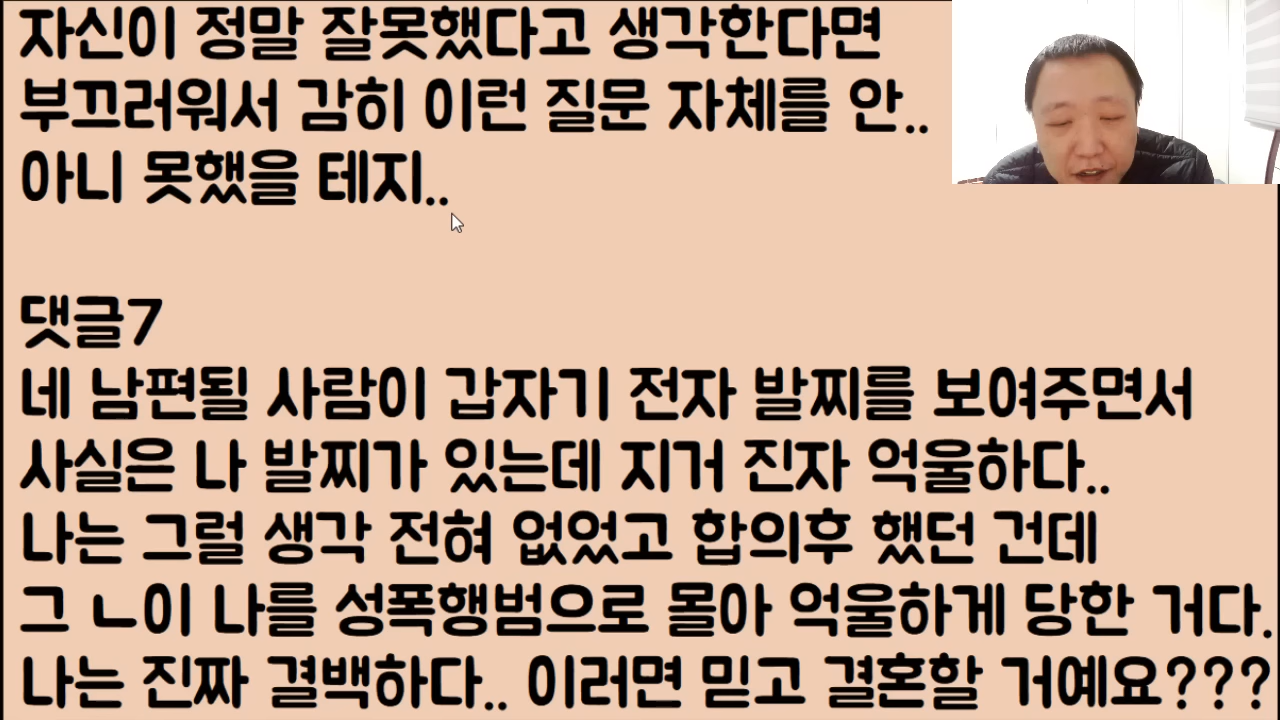 자신이 정말 잘못했다고 생각한다면
부끄러워서 감히 이런 질문 자체를 안..
아니 못했을 테지..
댓글7
네 남편될 사람이 갑자기 전자 발찌를 보여주면서
사실은 나 발찌가 있는데 지거 진자 억울하다..
나는 그럴 생각 전혀 없었고 합의후 했던 건데
그 ㄴ이 나를 성폭행범으로 몰아 억울하게 당한 거다.
나는 진짜 결백하다.. 이러면 믿고 결혼할 거예요???